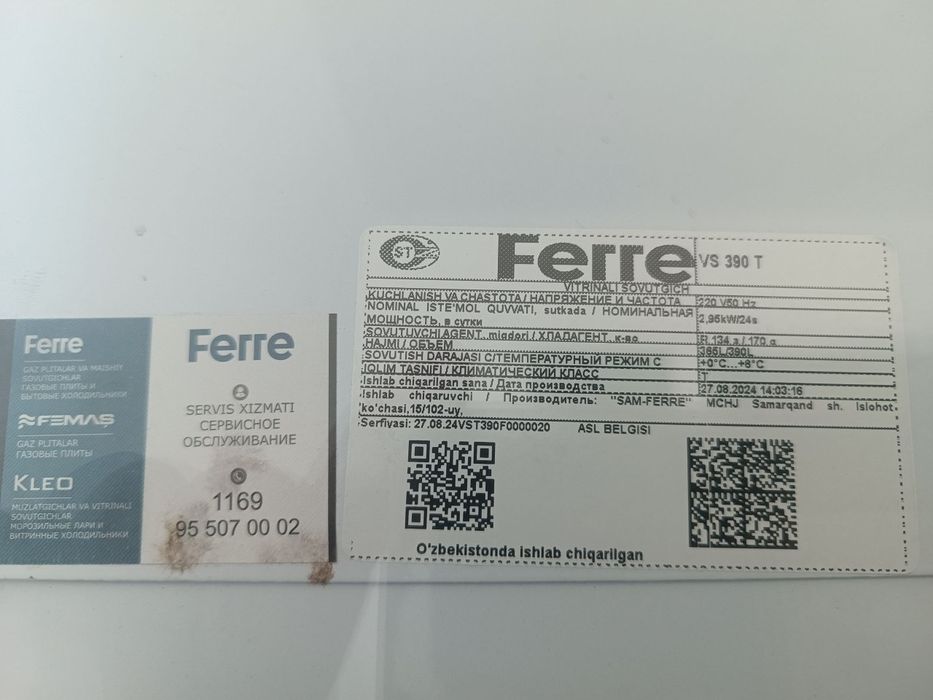 Ferre
GAZ PLITALAR VA MAISHIY
SOVUTGICHLAR
ГАЗОВЫЕ ПЛИТЫ И
БЫТОВЫЕ ХОЛОДИЛЬНИКИ
FEMAŞ
GAZ PLITALAR
ГАЗОВЫЕ ПЛИТЫ
KLEO
MUZLATGICHLAR VA VITRINALI
SOVUTGICHLAR
МОРОЗИЛЬНЫЕ ЛАРИ И
ВИТРИННЫЕ ХОЛОДИЛЬНИКИ
Ferre
SERVIS XIZMATI
СЕРВИСНОЕ
ОБСЛУЖИВАНИЕ
1169
95 507 00 02
ST
Ferre
VS 390 T
VITRINALI SOVUTGICH
KUCHLANISH VA CHASTOTA / НАПРЯЖЕНИЕ И ЧАСТОТА 220 V50 Hz
NOMINAL ISTE'MOL QUVVATI, sutkada / НОМИНАЛЬНАЯ
МОЩНОСТЬ, в сутки 2,95kW/24s
SOVUTUVCHI AGENT, miqdori / ХЛАДАГЕНТ, к-во R 134 a / 170 g
HAJMI / ОБЪЕМ 385L/390L
SOVUTISH DARAJASI C/ТЕМПЕРАТУРНЫЙ РЕЖИМ С +0°C...+8°C
IQLIM TASNIFI / КЛИМАТИЧЕСКИЙ КЛАСС T
Ishlab chiqarilgan sana / Дата производства 27.08.2024 14:03:16
Ishlab chiqaruvchi / Производитель: "SAM-FERRE" MCHJ Samarqand sh. Islohot
ko'chasi,15/102-uy,
Serfiyasi: 27.08.24VST390F0000020 ASL BELGISI
O'zbekistonda ishlab chiqarilgan